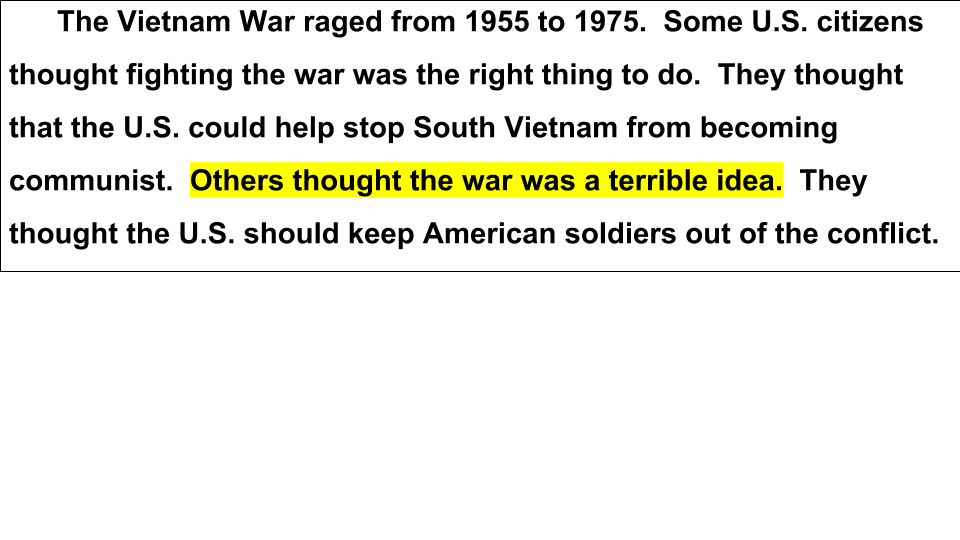 The Vietnam War raged from 1955 to 1975.  Some U.S. citizens
thought fighting the war was the right thing to do.  They thought
that the U.S. could help stop South Vietnam from becoming
communist.  Others thought the war was a terrible idea.  They
thought the U.S. should keep American soldiers out of the conflict.